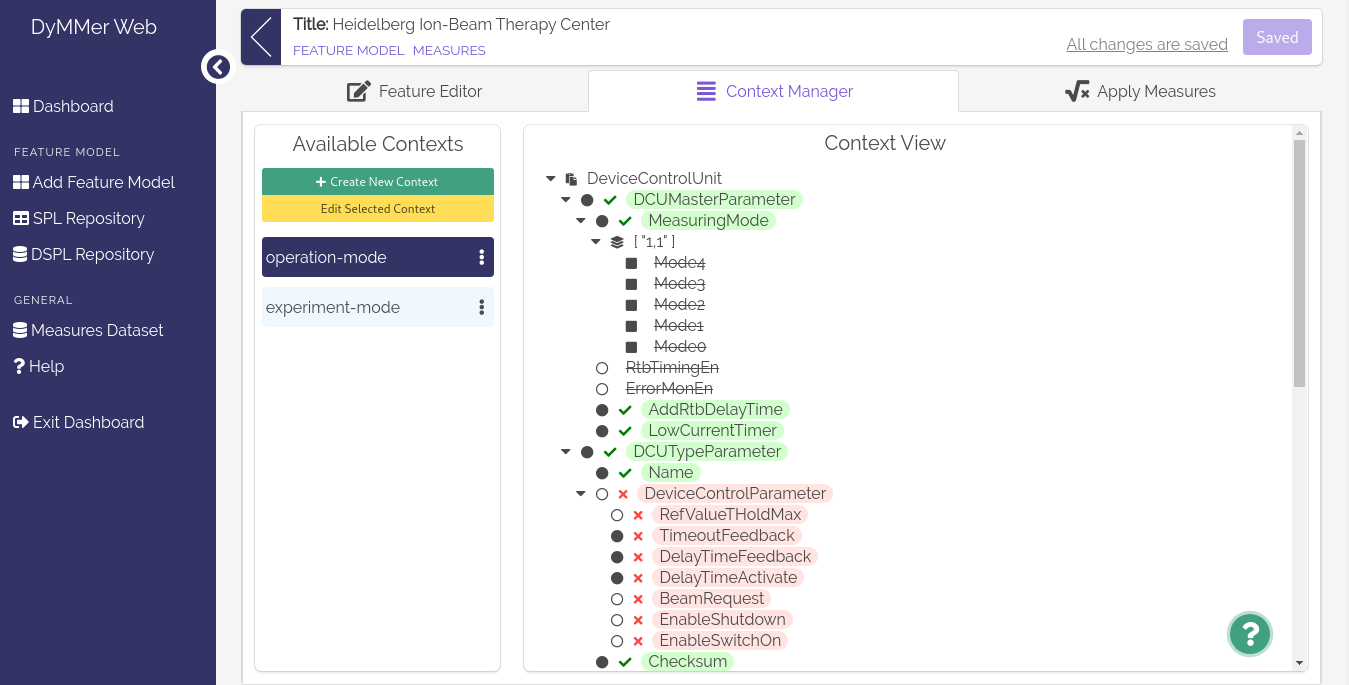 DyMMer Web
Dashboard
FEATURE MODEL
Add Feature Model
SPL Repository
DSPL Repository
GENERAL
Measures Dataset
? Help
Exit Dashboard
Title: Heidelberg Ion-Beam Therapy Center
FEATURE MODEL MEASURES
All changes are saved
Saved
Feature Editor
Context Manager
Apply Measures
Available Contexts
+ Create New Context
Edit Selected Context
operation-mode
experiment-mode
Context View
DeviceControlUnit
DCUMasterParameter
MeasuringMode
[ "1,1" ]
Mode4
Mode3
Mode2
Mode1
Mode0
RtbTimingEn
ErrorMonEn
AddRtbDelayTime
LowCurrentTimer
DCUTypeParameter
Name
DeviceControlParameter
RefValueTHoldMax
TimeoutFeedback
DelayTimeFeedback
DelayTimeActivate
BeamRequest
EnableShutdown
EnableSwitchOn
Checksum
?